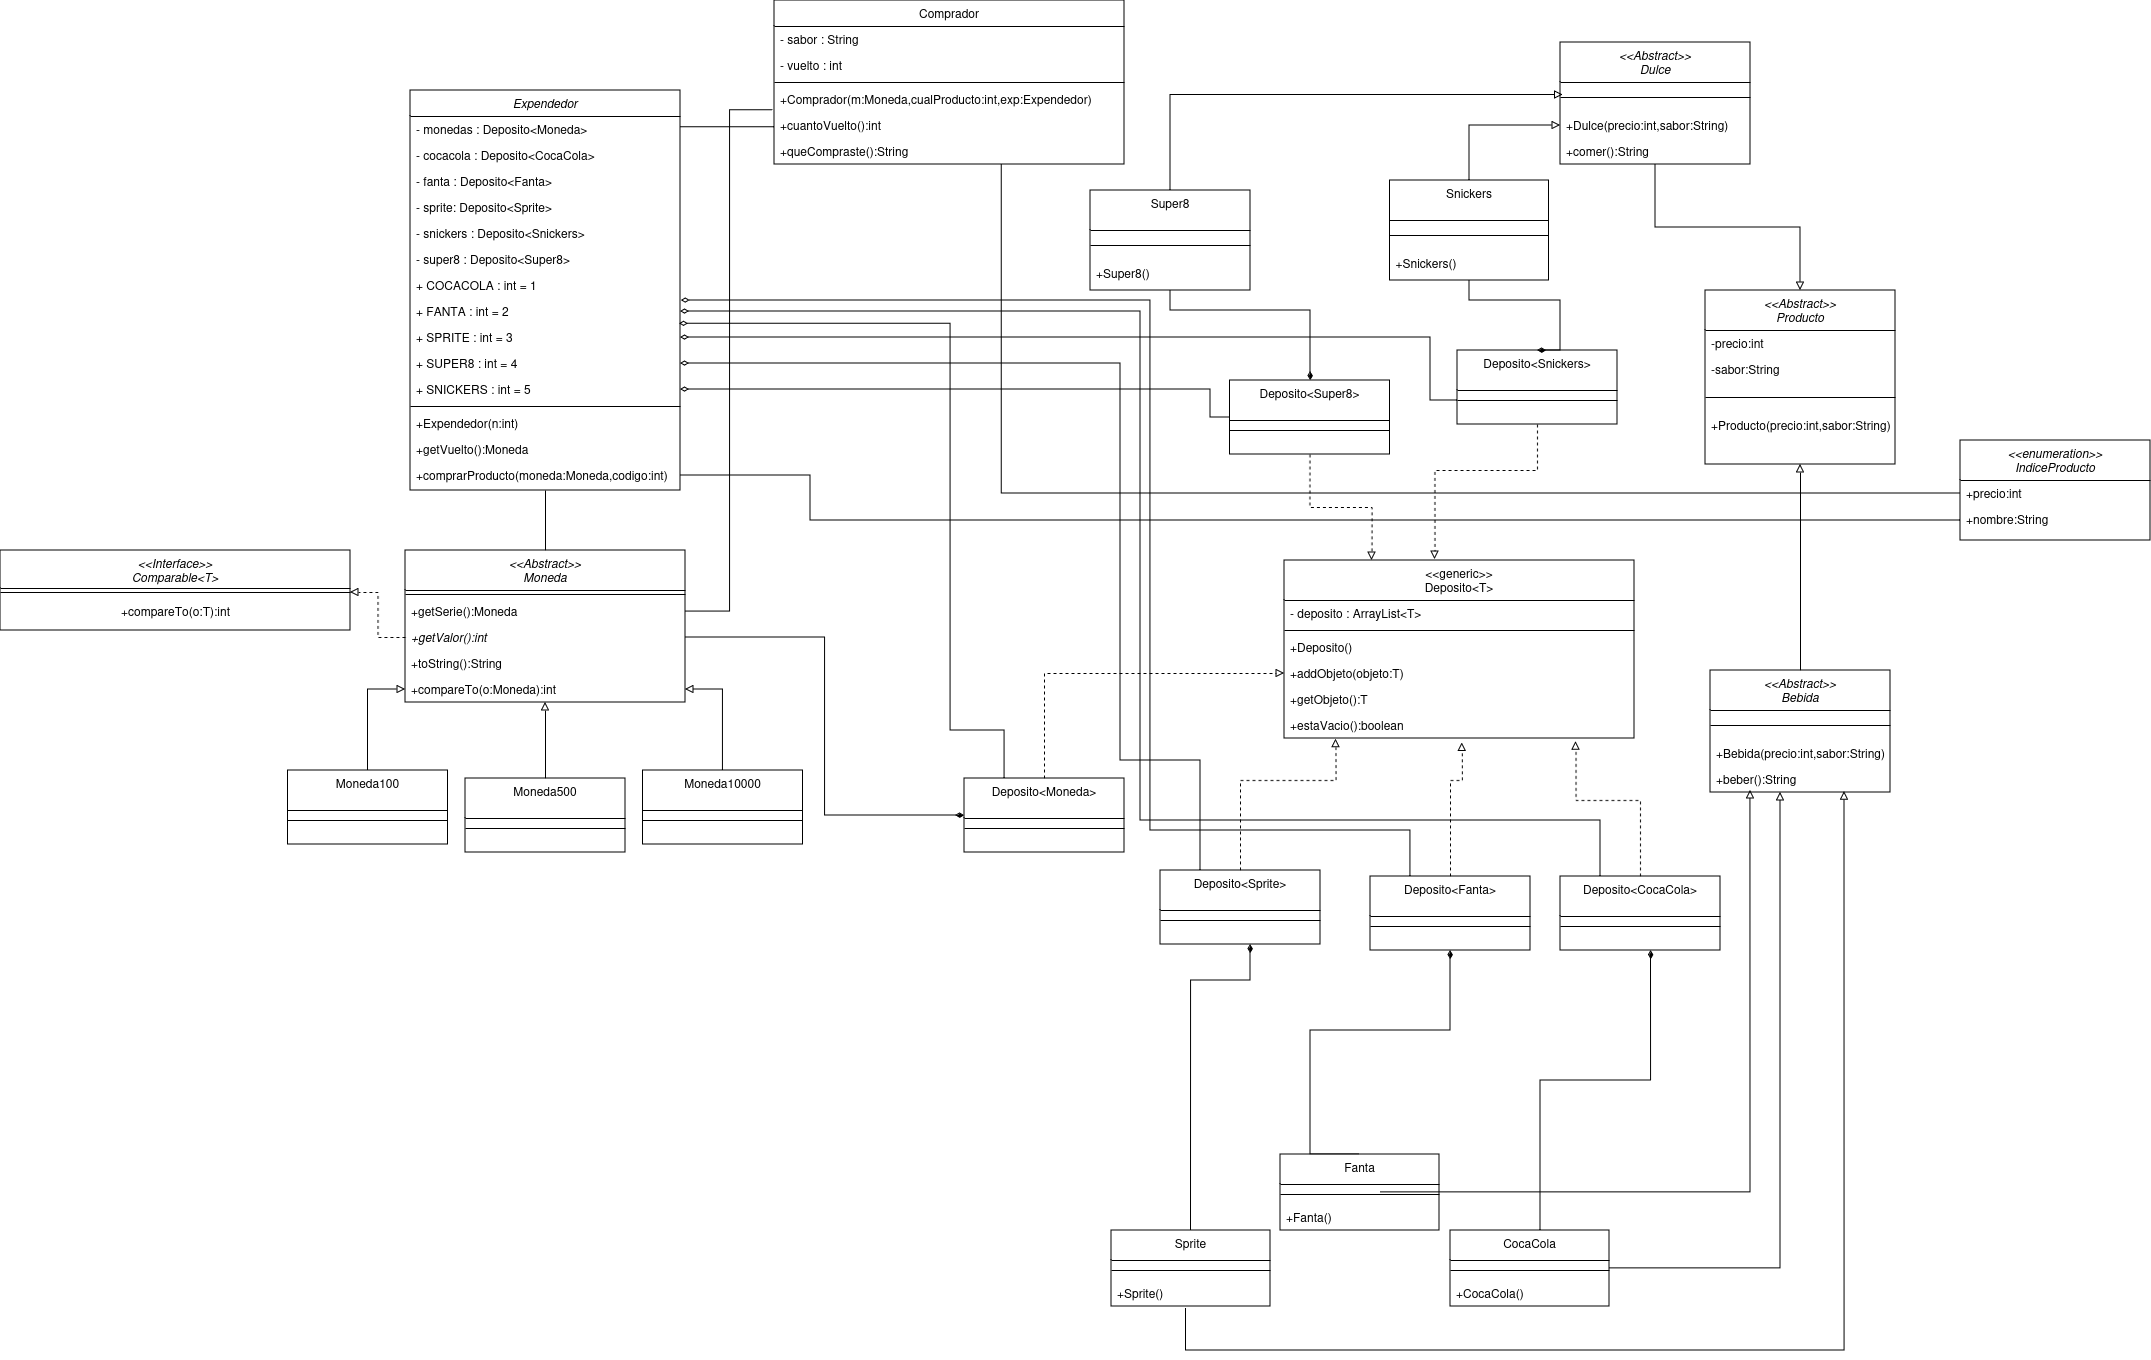 Comprador
- sabor : String
- vuelto : int
+Comprador(m:Moneda,cualProducto:int,exp:Expendedor)
+cuantoVuelto():int
+queCompraste():String
<<Abstract>>
Dulce
+Dulce(precio:int,sabor:String)
+comer():String
Expendedor
- monedas : Deposito<Moneda>
- cocacola : Deposito<CocaCola>
- fanta : Deposito<Fanta>
- sprite: Deposito<Sprite>
- snickers : Deposito<Snickers>
- super8 : Deposito<Super8>
+ COCACOLA : int = 1
+ FANTA : int = 2
+ SPRITE : int = 3
+ SUPER8 : int = 4
+ SNICKERS : int = 5
+Expendedor(n:int)
+getVuelto():Moneda
+comprarProducto(moneda:Moneda,codigo:int)
Super8
+Super8()
Snickers
+Snickers()
<<Abstract>>
Producto
-precio:int
-sabor:String
+Producto(precio:int,sabor:String)
Deposito<Super8>
Deposito<Snickers>
<<enumeration>>
IndiceProducto
+precio:int
+nombre:String
<<Interface>>
Comparable<T>
+compareTo(o:T):int
<<Abstract>>
Moneda
+getSerie():Moneda
+getValor():int
+toString():String
+compareTo(o:Moneda):int
<<generic>>
Deposito<T>
- deposito : ArrayList<T>
+Deposito()
+addObjeto(objeto:T)
+getObjeto():T
+estaVacio():boolean
<<Abstract>>
Bebida
+Bebida(precio:int,sabor:String)
+beber():String
Moneda100
Moneda500
Moneda10000
Deposito<Moneda>
Deposito<Sprite>
Deposito<Fanta>
Deposito<CocaCola>
Fanta
+Fanta()
Sprite
+Sprite()
CocaCola
+CocaCola()